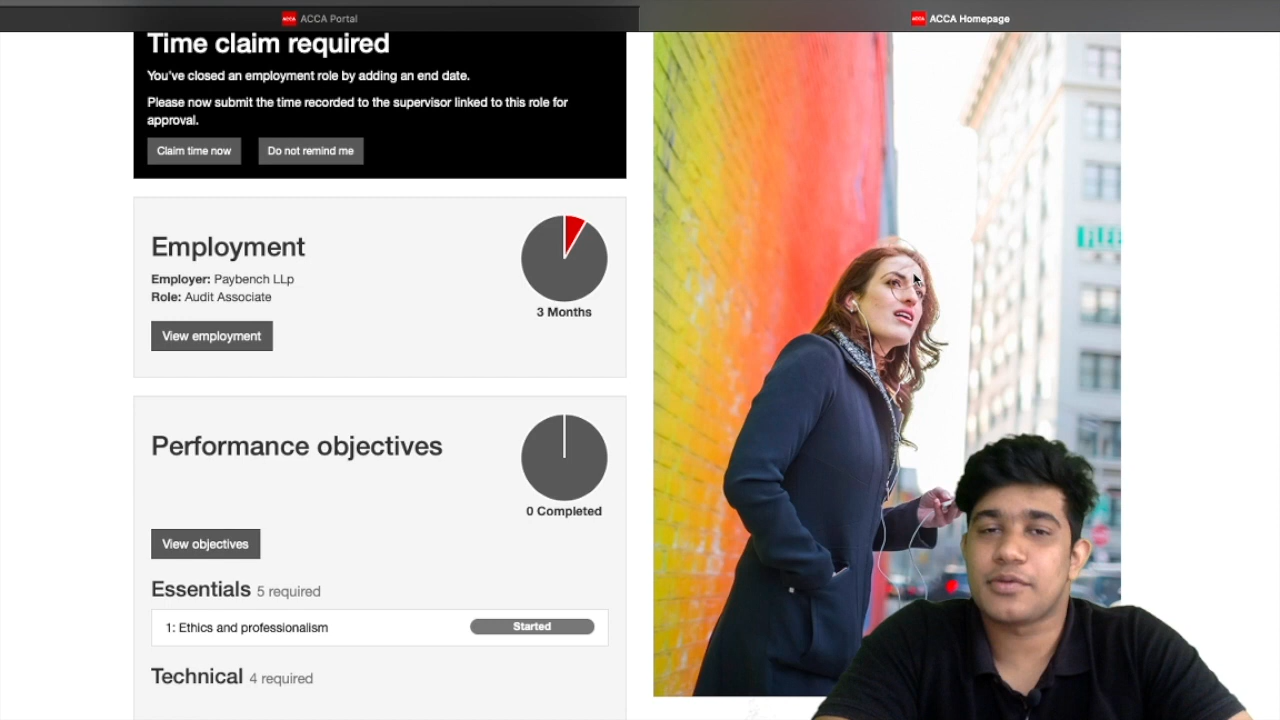 ACCA ACCA Portal
ACCA ACCA Homepage
Time claim required
You've closed an employment role by adding an end date.
Please now submit the time recorded to the supervisor linked to this role for
approval.
Claim time now
Do not remind me
Employment
Employer: Paybench LLp
Role: Audit Associate
3 Months
View employment
Performance objectives
0 Completed
View objectives
Essentials 5 required
1: Ethics and professionalism
Started
Technical 4 required